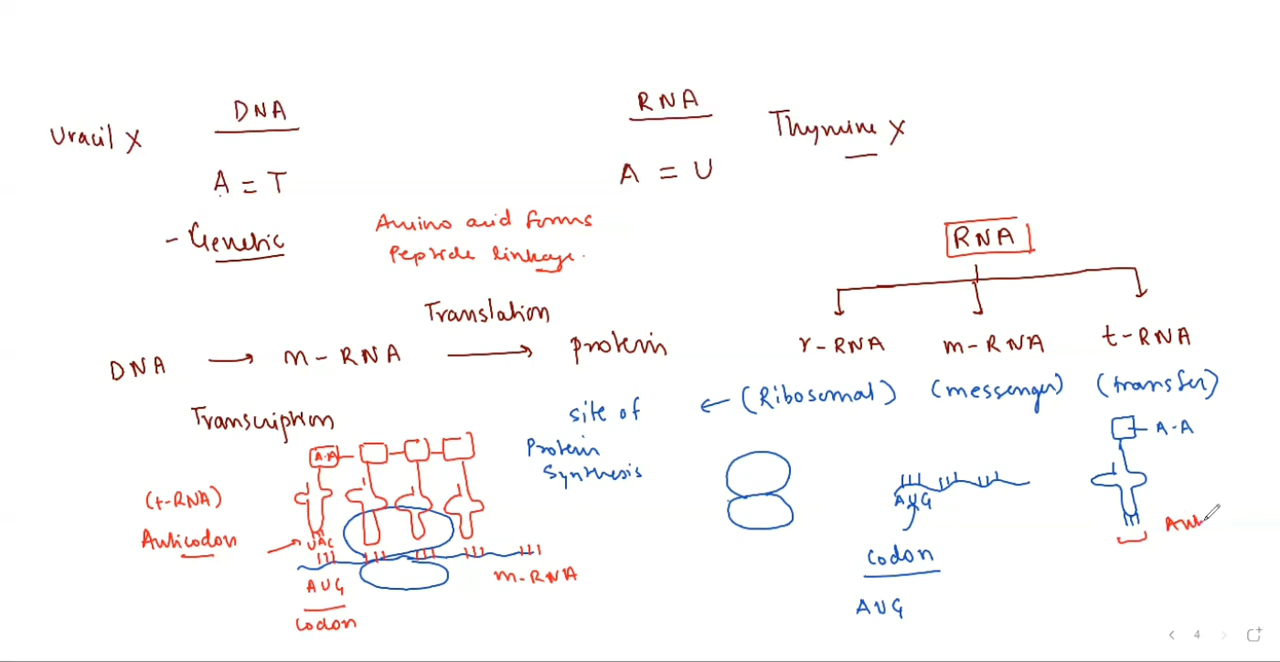 DNA
RNA
Uracil X
Thymine X
A = T
A = U
- Genetic
Amino acid forms
Peptide linkage.
RNA
Translation
DNA → m-RNA → protein
r-RNA
m-RNA
t-RNA
Transcription
site of
Protein
Synthesis
← (Ribosomal)
(messenger)
(transfer)
A-A
A-A
(t-RNA)
Anticodon
UAC
AUG
Codon
m-RNA
AUG
Codon
AUG
Anti
4